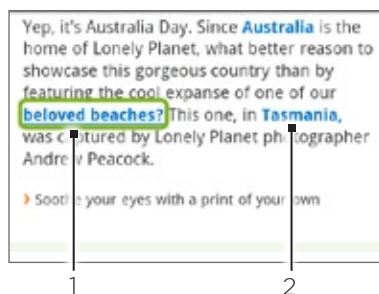 Yep, it's Australia Day. Since Australia is the
home of Lonely Planet, what better reason to
showcase this gorgeous country than by
featuring the cool expanse of one of our
beloved beaches? This one, in Tasmania,
was captured by Lonely Planet photographer
Andrew Peacock.
› Soothe your eyes with a print of your own
1 2